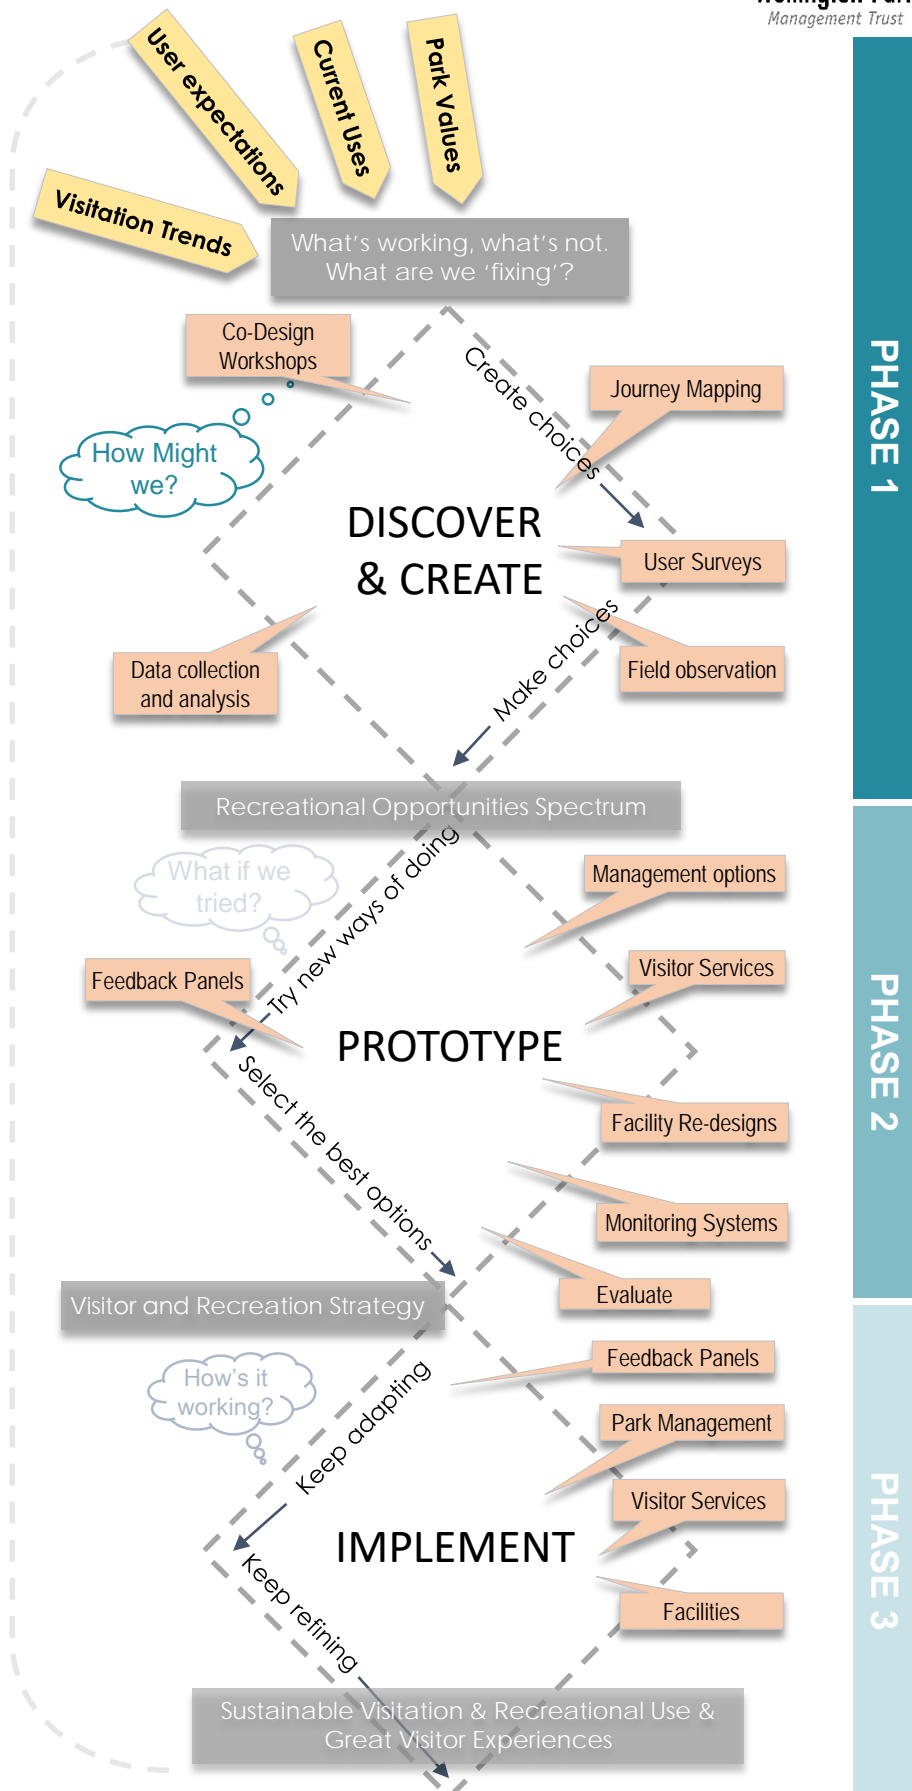 Management Trust
User expectations
Current Uses
Park Values
Visitation Trends
What's working, what's not.
What are we 'fixing'?
PHASE 1
Co-Design
Workshops
Create choices
Journey Mapping
How Might
we?
DISCOVER
& CREATE
User Surveys
Make choices
Data collection
and analysis
Field observation
Recreational Opportunities Spectrum
PHASE 2
What if we
tried?
Try new ways of doing
Management options
Feedback Panels
Visitor Services
PROTOTYPE
Select the best options
Facility Re-designs
Monitoring Systems
Evaluate
Visitor and Recreation Strategy
PHASE 3
How's it
working?
Keep adapting
Feedback Panels
Park Management
Visitor Services
IMPLEMENT
Keep refining
Facilities
Sustainable Visitation & Recreational Use &
Great Visitor Experiences